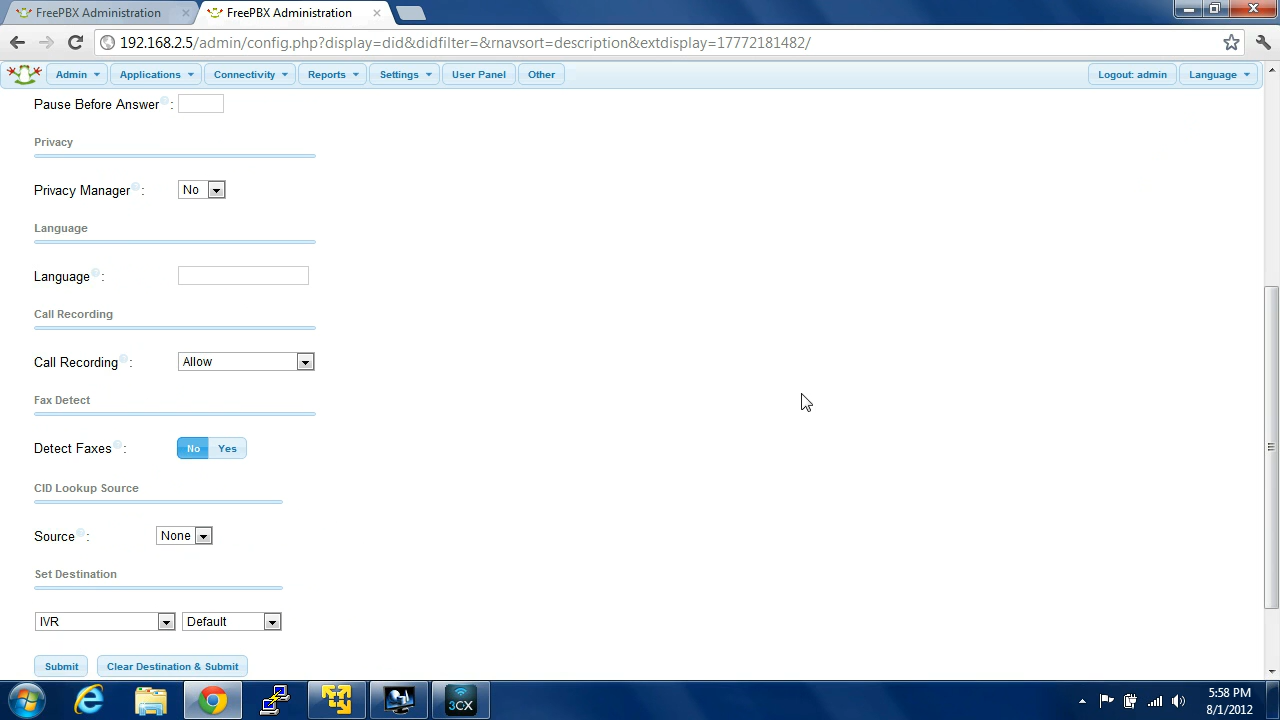 FreePBX Administration
FreePBX Administration
192.168.2.5/admin/config.php?display=did&didfilter=&rnavsort=description&extdisplay=17772181482/
Admin Applications Connectivity Reports Settings User Panel Other Logout: admin Language
Pause Before Answer :
Privacy
Privacy Manager : No
Language
Language :
Call Recording
Call Recording : Allow
Fax Detect
Detect Faxes : No Yes
CID Lookup Source
Source : None
Set Destination
IVR Default
Submit Clear Destination & Submit
3CX
5:58 PM
8/1/2012